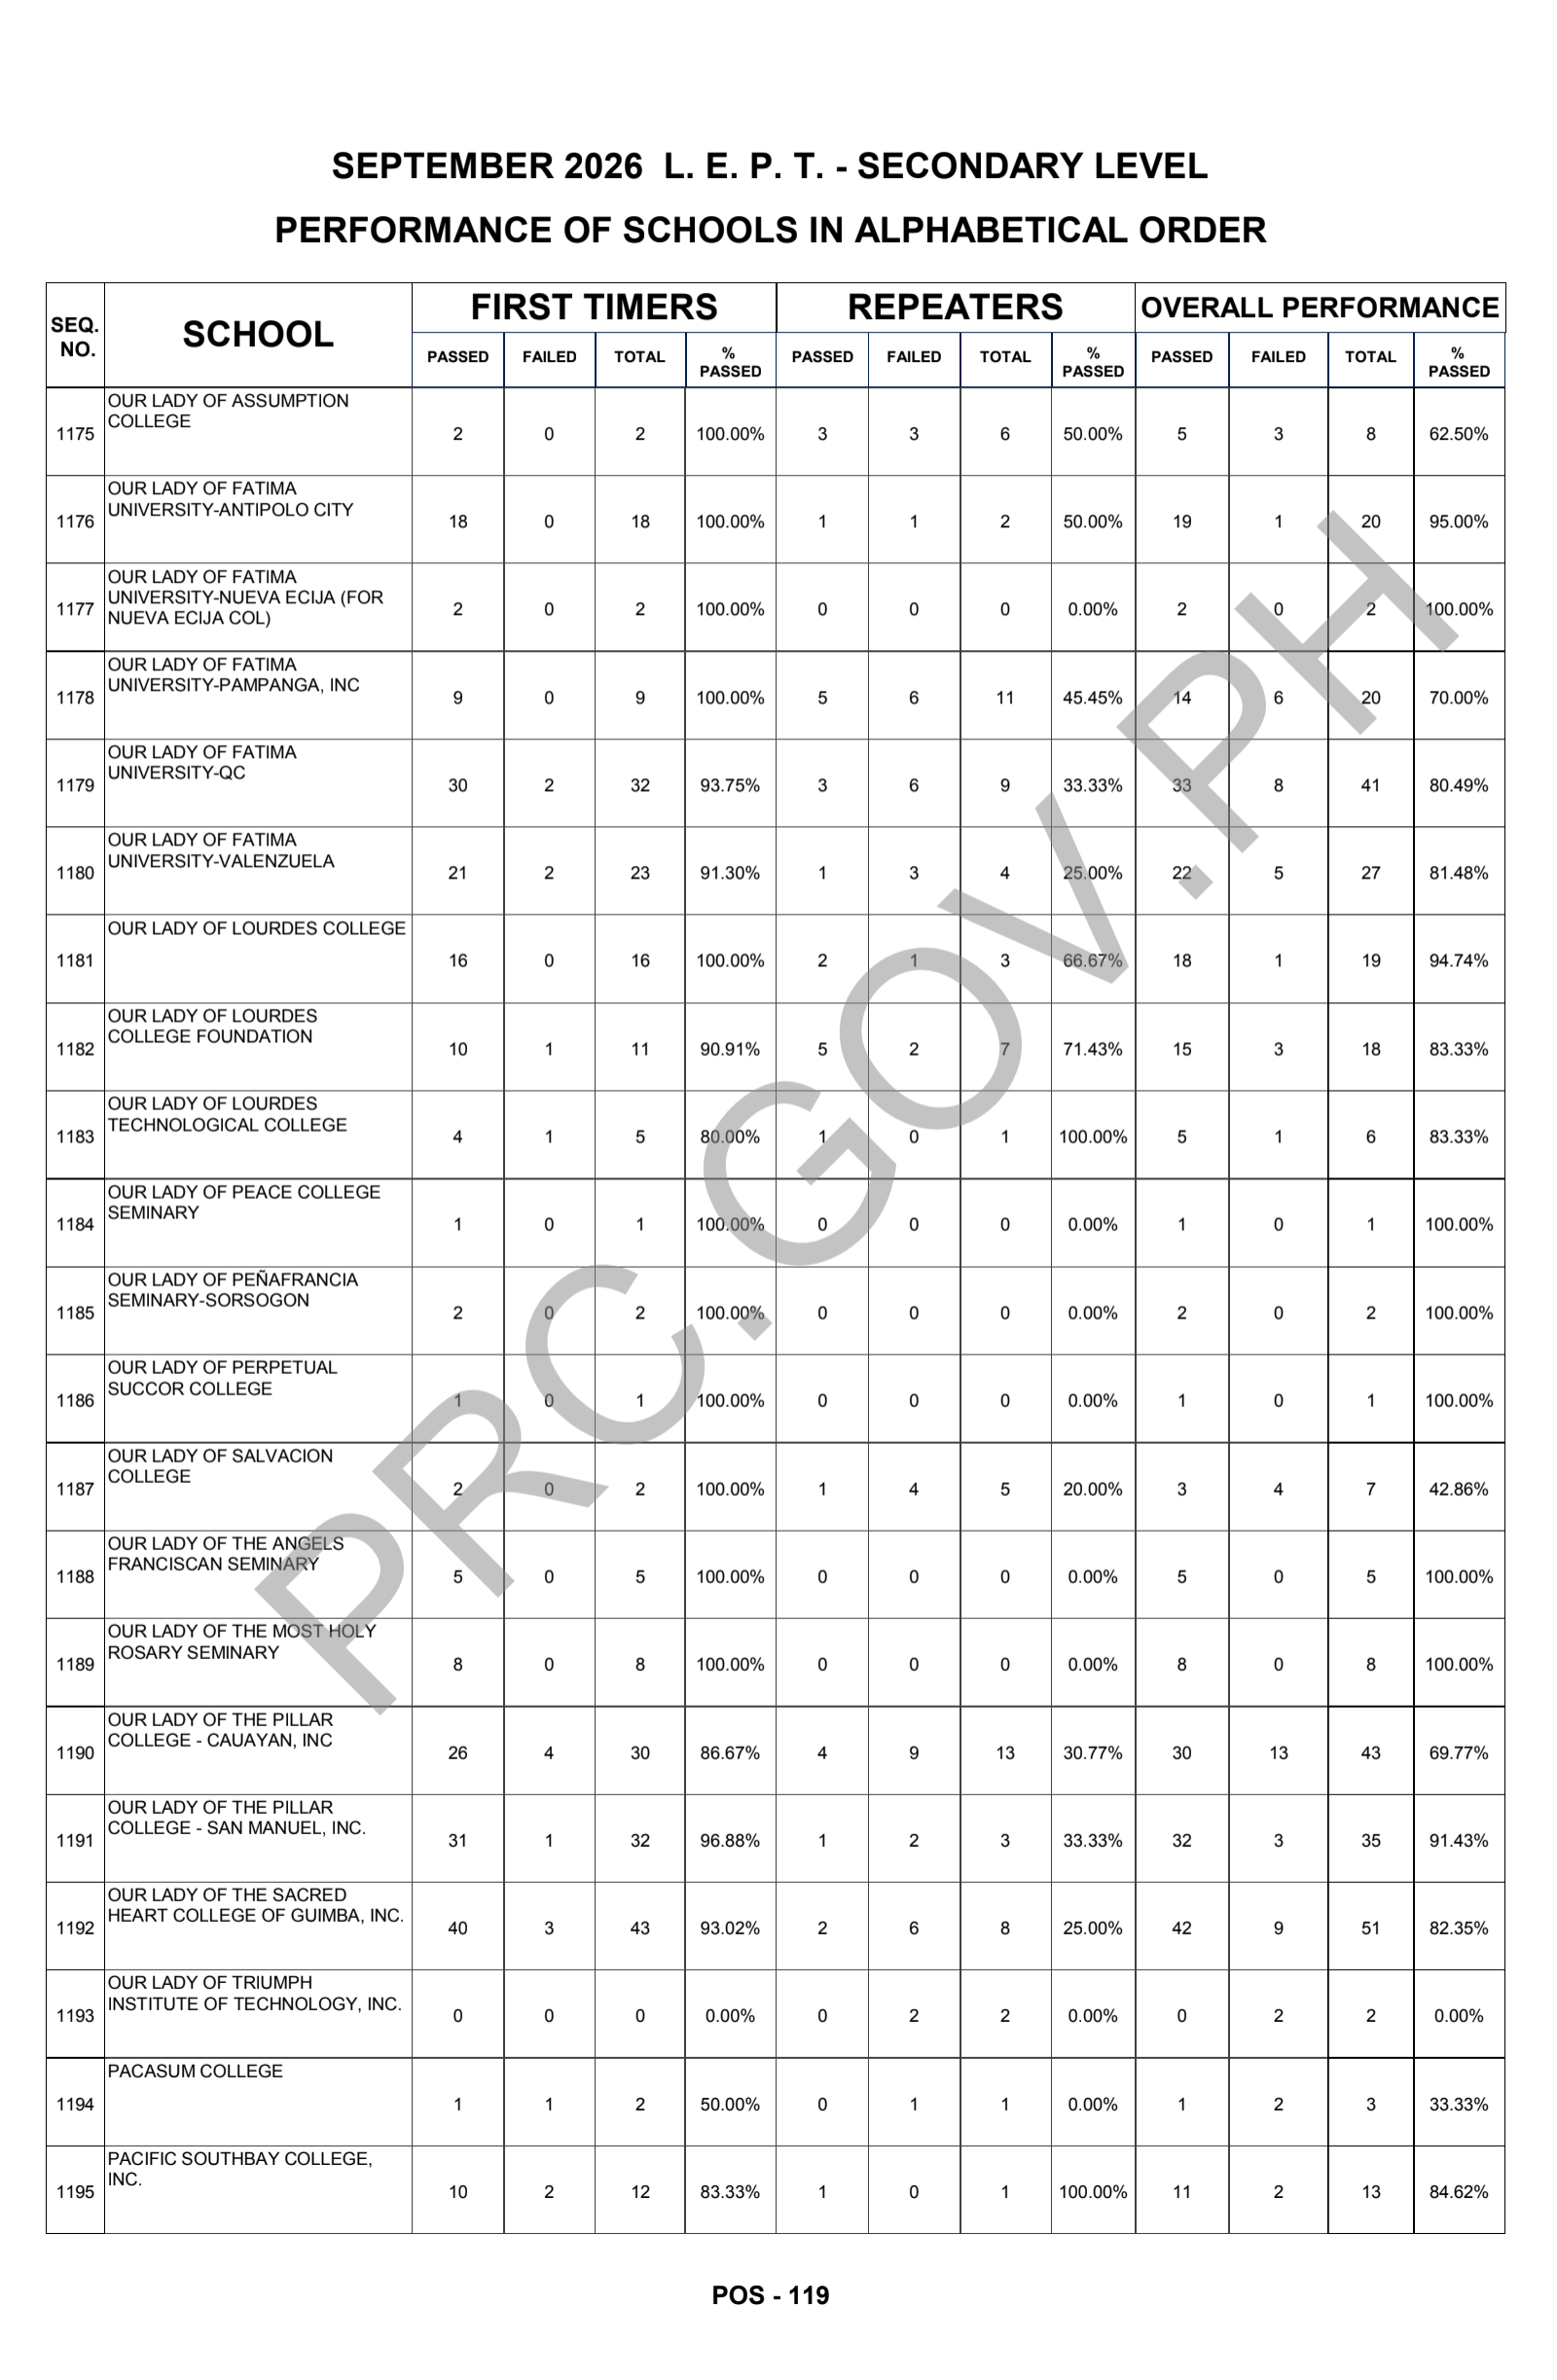 SEPTEMBER 2026 L. E. P. T. - SECONDARY LEVEL
PERFORMANCE OF SCHOOLS IN ALPHABETICAL ORDER
SEQ. NO. SCHOOL FIRST TIMERS REPEATERS OVERALL PERFORMANCE
PASSED FAILED TOTAL % PASSED PASSED FAILED TOTAL % PASSED PASSED FAILED TOTAL % PASSED
OUR LADY OF ASSUMPTION
COLLEGE
1175 2 0 2 100.00% 3 3 6 50.00% 5 3 8 62.50%
OUR LADY OF FATIMA
UNIVERSITY-ANTIPOLO CITY
1176 18 0 18 100.00% 1 1 2 50.00% 19 1 20 95.00%
OUR LADY OF FATIMA
UNIVERSITY-NUEVA ECIJA (FOR
NUEVA ECIJA COL)
1177 2 0 2 100.00% 0 0 0 0.00% 2 0 2 100.00%
OUR LADY OF FATIMA
UNIVERSITY-PAMPANGA, INC
1178 9 0 9 100.00% 5 6 11 45.45% 14 6 20 70.00%
OUR LADY OF FATIMA
UNIVERSITY-QC
1179 30 2 32 93.75% 3 6 9 33.33% 33 8 41 80.49%
OUR LADY OF FATIMA
UNIVERSITY-VALENZUELA
1180 21 2 23 91.30% 1 3 4 25.00% 22 5 27 81.48%
OUR LADY OF LOURDES COLLEGE
1181 16 0 16 100.00% 2 1 3 66.67% 18 1 19 94.74%
OUR LADY OF LOURDES
COLLEGE FOUNDATION
1182 10 1 11 90.91% 5 2 7 71.43% 15 3 18 83.33%
OUR LADY OF LOURDES
TECHNOLOGICAL COLLEGE
1183 4 1 5 80.00% 1 0 1 100.00% 5 1 6 83.33%
OUR LADY OF PEACE COLLEGE
SEMINARY
1184 1 0 1 100.00% 0 0 0 0.00% 1 0 1 100.00%
OUR LADY OF PEÑAFRANCIA
SEMINARY-SORSOGON
1185 2 0 2 100.00% 0 0 0 0.00% 2 0 2 100.00%
OUR LADY OF PERPETUAL
SUCCOR COLLEGE
1186 1 0 1 100.00% 0 0 0 0.00% 1 0 1 100.00%
OUR LADY OF SALVACION
COLLEGE
1187 2 0 2 100.00% 1 4 5 20.00% 3 4 7 42.86%
OUR LADY OF THE ANGELS
FRANCISCAN SEMINARY
1188 5 0 5 100.00% 0 0 0 0.00% 5 0 5 100.00%
OUR LADY OF THE MOST HOLY
ROSARY SEMINARY
1189 8 0 8 100.00% 0 0 0 0.00% 8 0 8 100.00%
OUR LADY OF THE PILLAR
COLLEGE - CAUAYAN, INC
1190 26 4 30 86.67% 4 9 13 30.77% 30 13 43 69.77%
OUR LADY OF THE PILLAR
COLLEGE - SAN MANUEL, INC.
1191 31 1 32 96.88% 1 2 3 33.33% 32 3 35 91.43%
OUR LADY OF THE SACRED
HEART COLLEGE OF GUIMBA, INC.
1192 40 3 43 93.02% 2 6 8 25.00% 42 9 51 82.35%
OUR LADY OF TRIUMPH
INSTITUTE OF TECHNOLOGY, INC.
1193 0 0 0 0.00% 0 2 2 0.00% 0 2 2 0.00%
PACASUM COLLEGE
1194 1 1 2 50.00% 0 1 1 0.00% 1 2 3 33.33%
PACIFIC SOUTHBAY COLLEGE,
INC.
1195 10 2 12 83.33% 1 0 1 100.00% 11 2 13 84.62%
PRC.GOV.PH
POS - 119